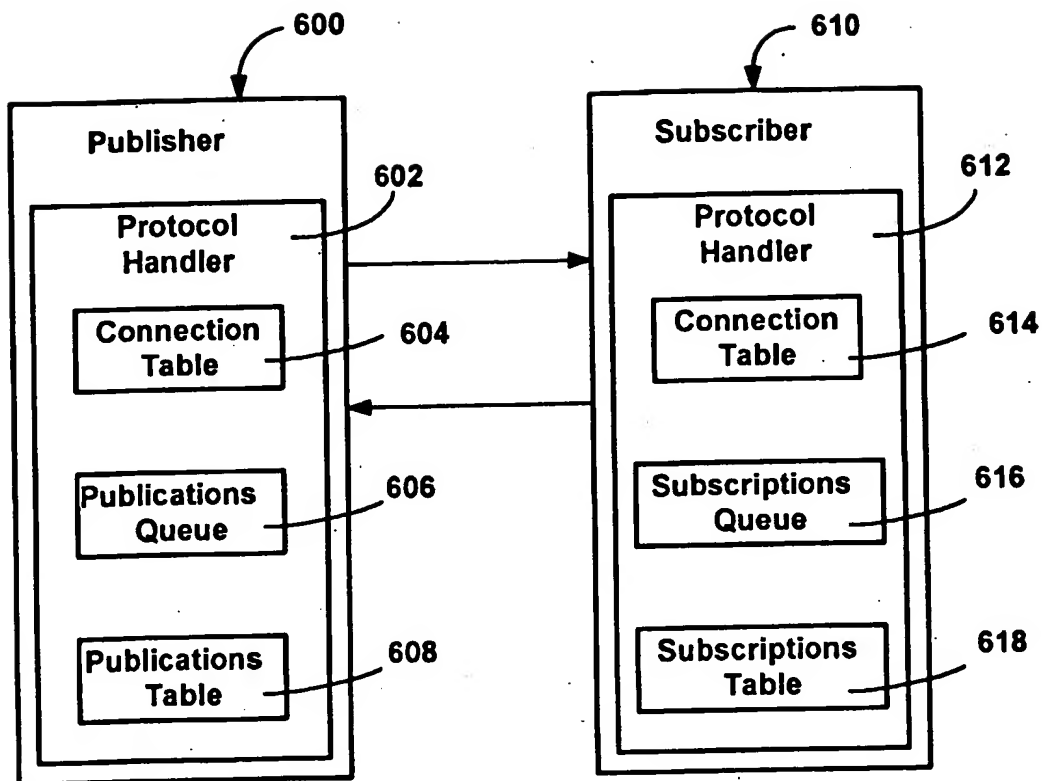 600
610
Publisher
Subscriber
602
612
Protocol
Handler
Protocol
Handler
Connection
Table
604
Connection
Table
614
Publications
Queue
606
Subscriptions
Queue
616
Publications
Table
608
Subscriptions
Table
618